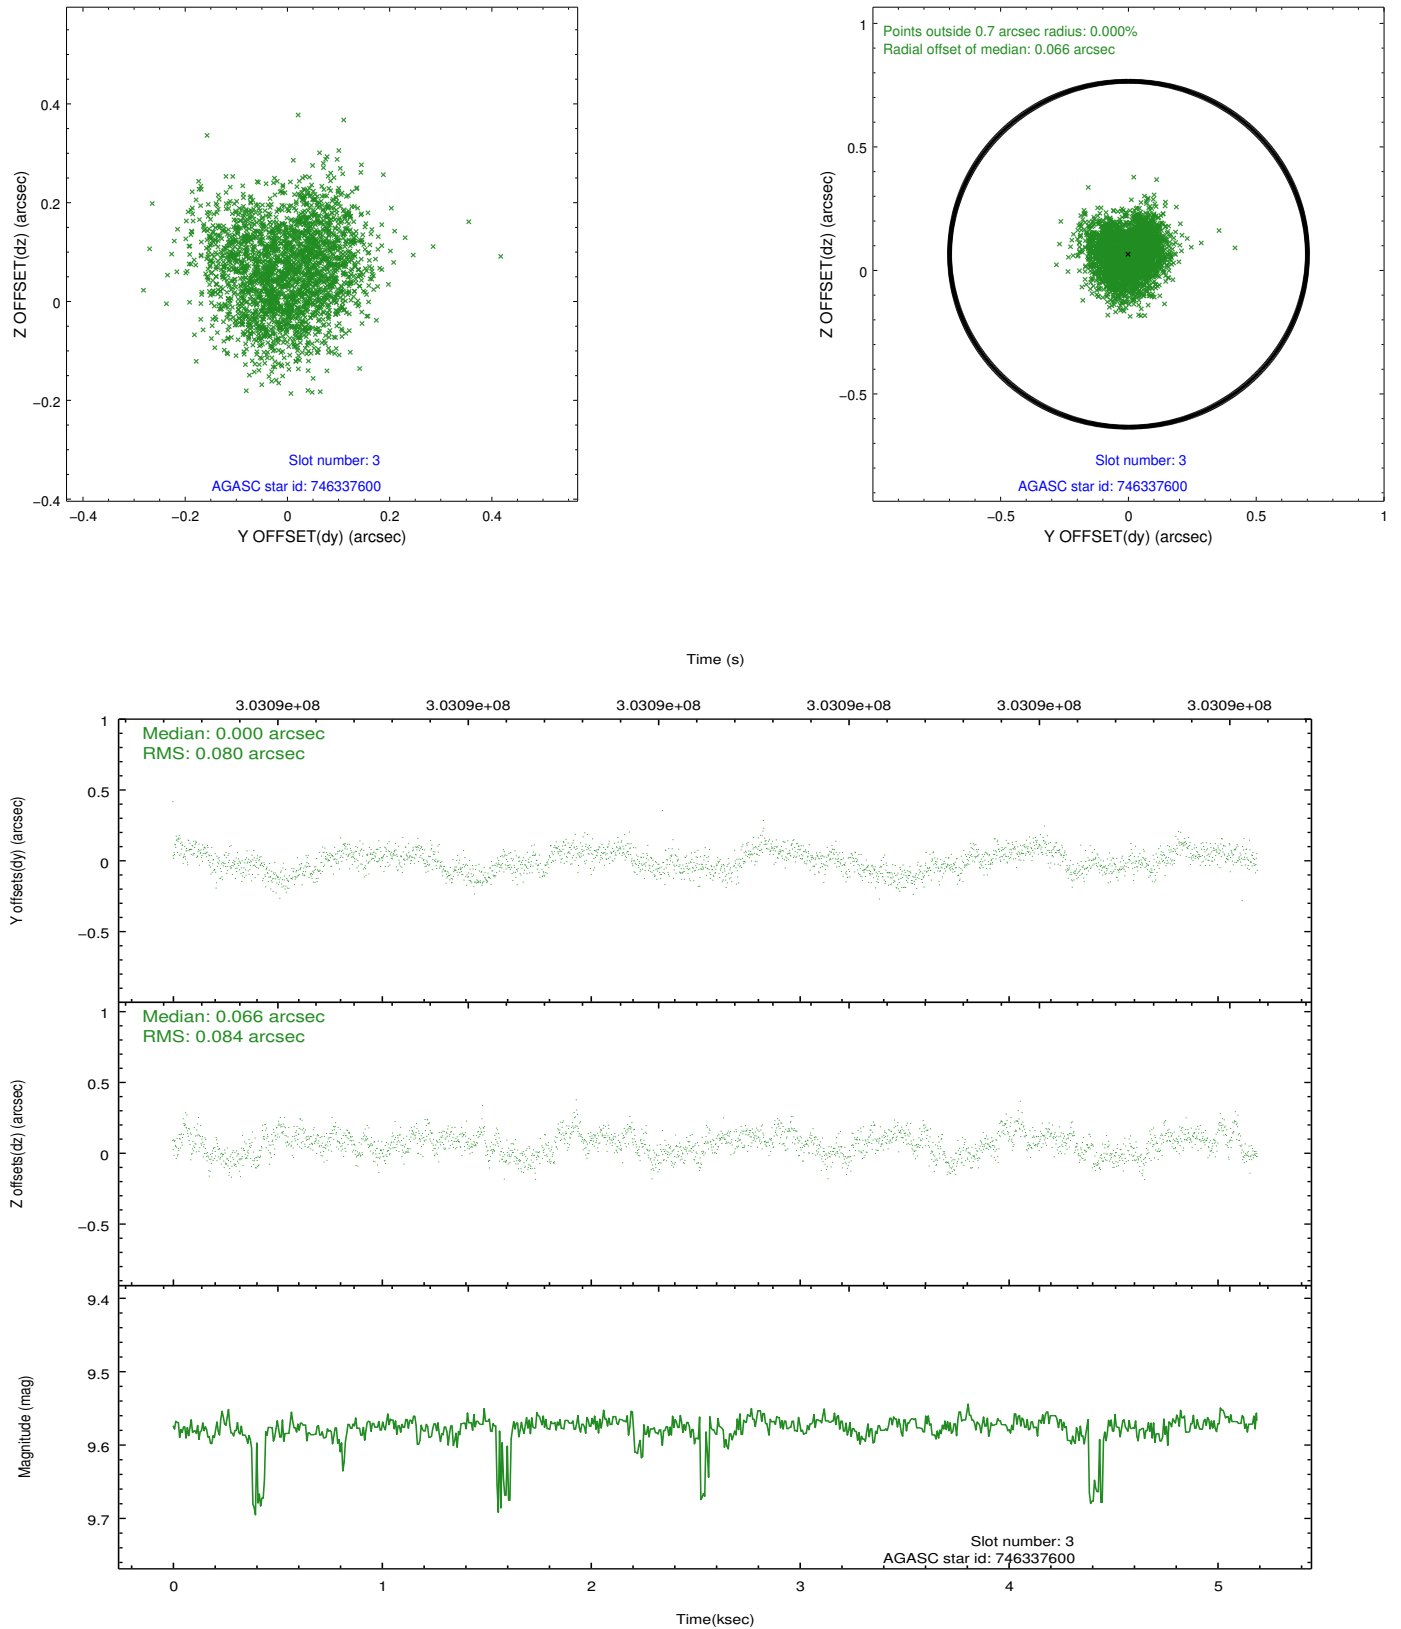 0.4
0.2
0
−0.2
−0.4
Z OFFSET(dz) (arcsec)
Slot number: 3
AGASC star id: 746337600
−0.4
−0.2
0
0.2
0.4
Y OFFSET(dy) (arcsec)
Points outside 0.7 arcsec radius: 0.000%
Radial offset of median: 0.066 arcsec
1
0.5
0
−0.5
Z OFFSET(dz) (arcsec)
Slot number: 3
AGASC star id: 746337600
−0.5
0
0.5
1
Y OFFSET(dy) (arcsec)
Time (s)
3.0309e+08
3.0309e+08
3.0309e+08
3.0309e+08
3.0309e+08
3.0309e+08
Median: 0.000 arcsec
RMS: 0.080 arcsec
1
0.5
0
−0.5
Y offsets(dy) (arcsec)
Median: 0.066 arcsec
RMS: 0.084 arcsec
1
0.5
0
−0.5
Z offsets(dz) (arcsec)
9.4
9.5
9.6
9.7
Magnitude (mag)
Slot number: 3
AGASC star id: 746337600
0
1
2
3
4
5
Time(ksec)